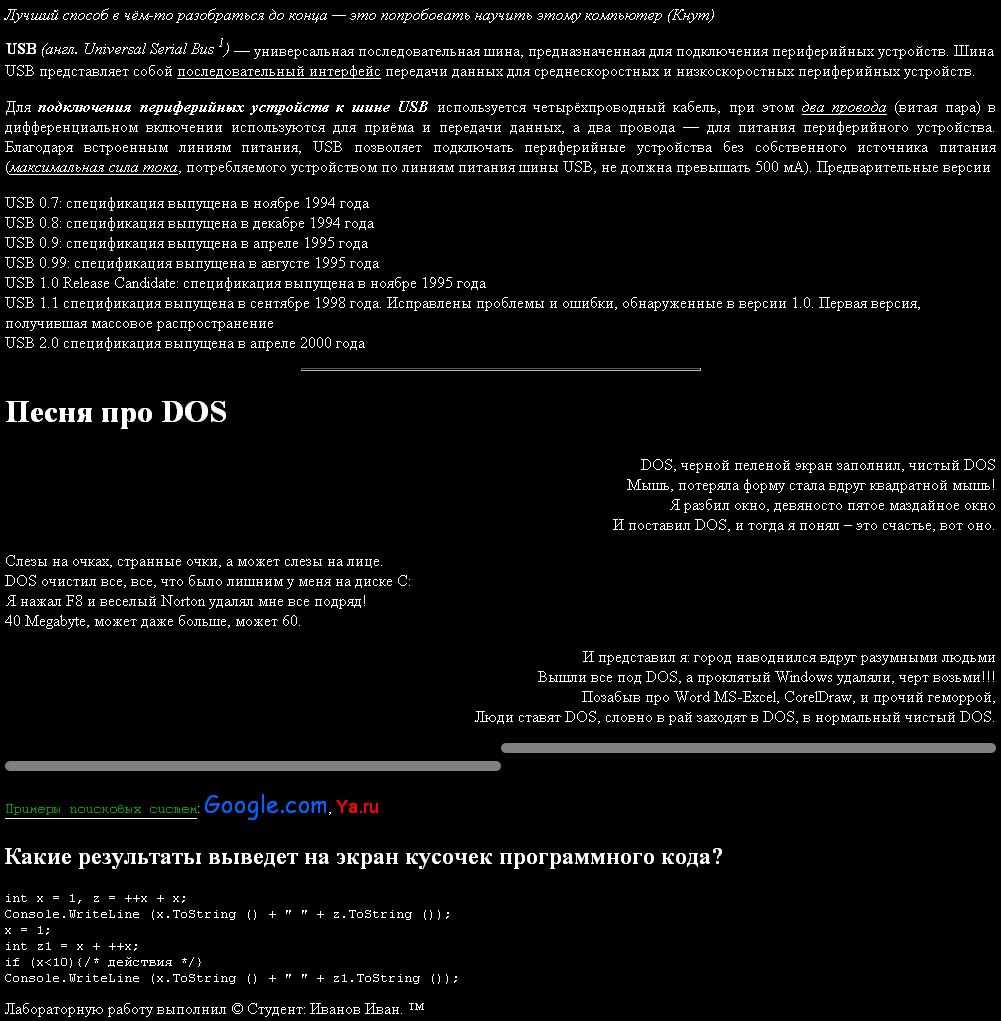 Лучший способ в чём-то разобраться до конца — это попробовать научить этому компьютер (Кнут)
USB (англ. Universal Serial Bus ¹) — универсальная последовательная шина, предназначенная для подключения периферийных устройств. Шина
USB представляет собой последовательный интерфейс передачи данных для среднескоростных и низкоскоростных периферийных устройств.
Для подключения периферийных устройств к шине USB используется четырёхпроводный кабель, при этом два провода (витая пара) в
дифференциальном включении используются для приёма и передачи данных, а два провода — для питания периферийного устройства.
Благодаря встроенным линиям питания, USB позволяет подключать периферийные устройства без собственного источника питания
(максимальная сила тока, потребляемого устройством по линиям питания шины USB, не должна превышать 500 мА). Предварительные версии
USB 0.7: спецификация выпущена в ноябре 1994 года
USB 0.8: спецификация выпущена в декабре 1994 года
USB 0.9: спецификация выпущена в апреле 1995 года
USB 0.99: спецификация выпущена в августе 1995 года
USB 1.0 Release Candidate: спецификация выпущена в ноябре 1995 года
USB 1.1 спецификация выпущена в сентябре 1998 года. Исправлены проблемы и ошибки, обнаруженные в версии 1.0. Первая версия,
получившая массовое распространение
USB 2.0 спецификация выпущена в апреле 2000 года
Песня про DOS
DOS, черной пеленой экран заполнил, чистый DOS
Мышь, потеряла форму стала вдруг квадратной мышь!
Я разбил окно, девяносто пятое маздайное окно
И поставил DOS, и тогда я понял – это счастье, вот оно.
Слезы на очках, странные очки, а может слезы на лице.
DOS очистил все, все, что было лишним у меня на диске C:
Я нажал F8 и веселый Norton удалял мне все подряд!
40 Megabyte, может даже больше, может 60.
И представил я: город наводнился вдруг разумными людьми
Вышли все под DOS, а проклятый Windows удаляли, черт возьми!!!
Позабыв про Word MS-Excel, CorelDraw, и прочий геморрой,
Люди ставят DOS, словно в рай заходят в DOS, в нормальный чистый DOS.
Примеры поисковых систем: Google.com, Ya.ru
Какие результаты выведет на экран кусочек программного кода?
int x = 1, z = ++x + x;
Console.WriteLine (x.ToString () + " " + z.ToString ());
x = 1;
int z1 = x + ++x;
if (x<10){/* действия */}
Console.WriteLine (x.ToString () + " " + z1.ToString ());
Лабораторную работу выполнил © Студент: Иванов Иван. ™